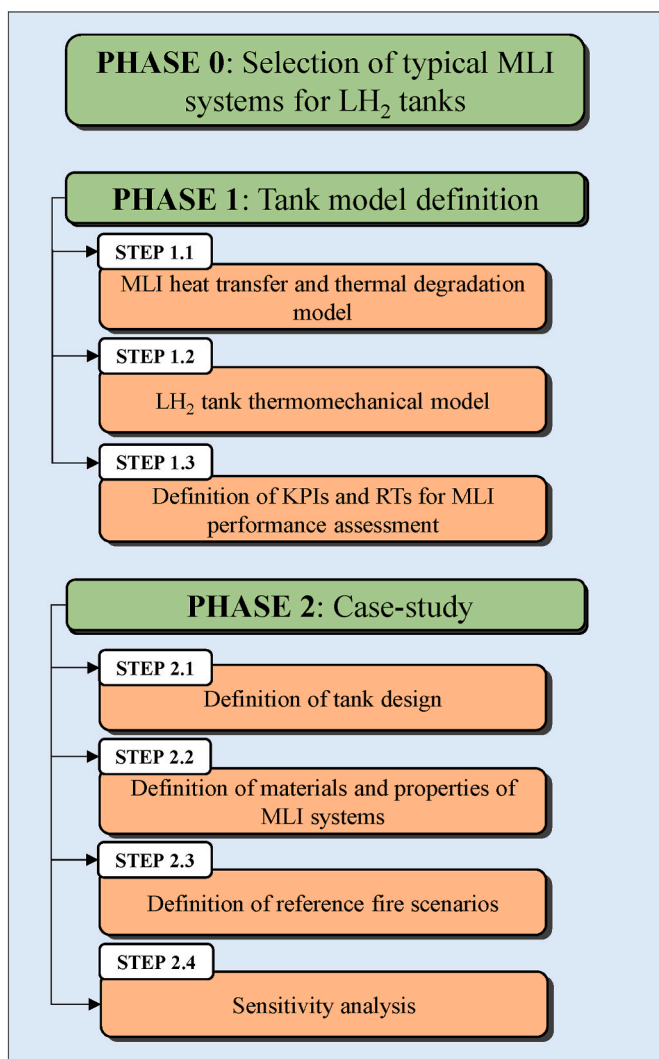 PHASE 0: Selection of typical MLI
systems for LH₂ tanks
PHASE 1: Tank model definition
STEP 1.1
MLI heat transfer and thermal degradation
model
STEP 1.2
LH₂ tank thermomechanical model
STEP 1.3
Definition of KPIs and RTs for MLI
performance assessment
PHASE 2: Case-study
STEP 2.1
Definition of tank design
STEP 2.2
Definition of materials and properties of
MLI systems
STEP 2.3
Definition of reference fire scenarios
STEP 2.4
Sensitivity analysis